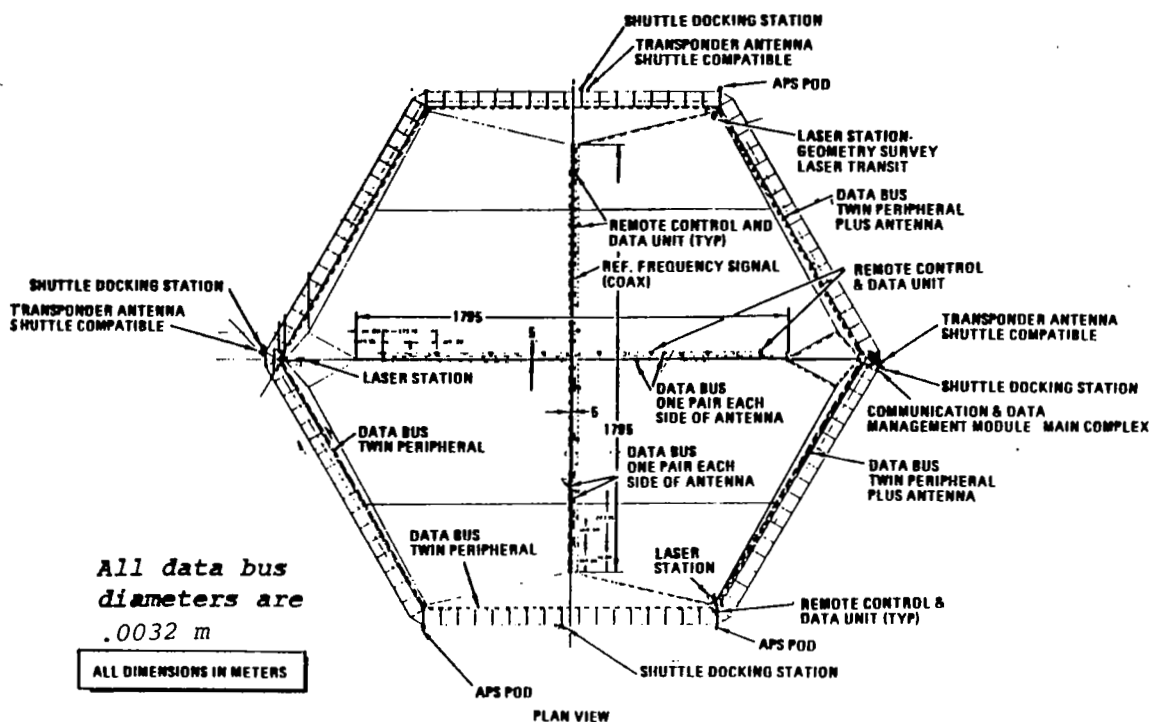 SHUTTLE DOCKING STATION
TRANSPONDER ANTENNA
SHUTTLE COMPATIBLE
APS POD
LASER STATION-
GEOMETRY SURVEY
LASER TRANSIT
DATA BUS
TWIN PERIPHERAL
PLUS ANTENNA
REMOTE CONTROL AND
DATA UNIT (TYP)
REF. FREQUENCY SIGNAL
(COAX)
REMOTE CONTROL
& DATA UNIT
SHUTTLE DOCKING STATION
TRANSPONDER ANTENNA
SHUTTLE COMPATIBLE
1795
5
TRANSPONDER ANTENNA
SHUTTLE COMPATIBLE
LASER STATION
DATA BUS
ONE PAIR EACH
SIDE OF ANTENNA
SHUTTLE DOCKING STATION
COMMUNICATION & DATA
MANAGEMENT MODULE MAIN COMPLEX
5
1795
DATA BUS
TWIN PERIPHERAL
DATA BUS
ONE PAIR EACH
SIDE OF ANTENNA
DATA BUS
TWIN PERIPHERAL
PLUS ANTENNA
DATA BUS
TWIN PERIPHERAL
LASER
STATION
All data bus
diameters are
.0032 m
REMOTE CONTROL &
DATA UNIT (TYP)
APS POD
ALL DIMENSIONS IN METERS
SHUTTLE DOCKING STATION
APS POD
PLAN VIEW